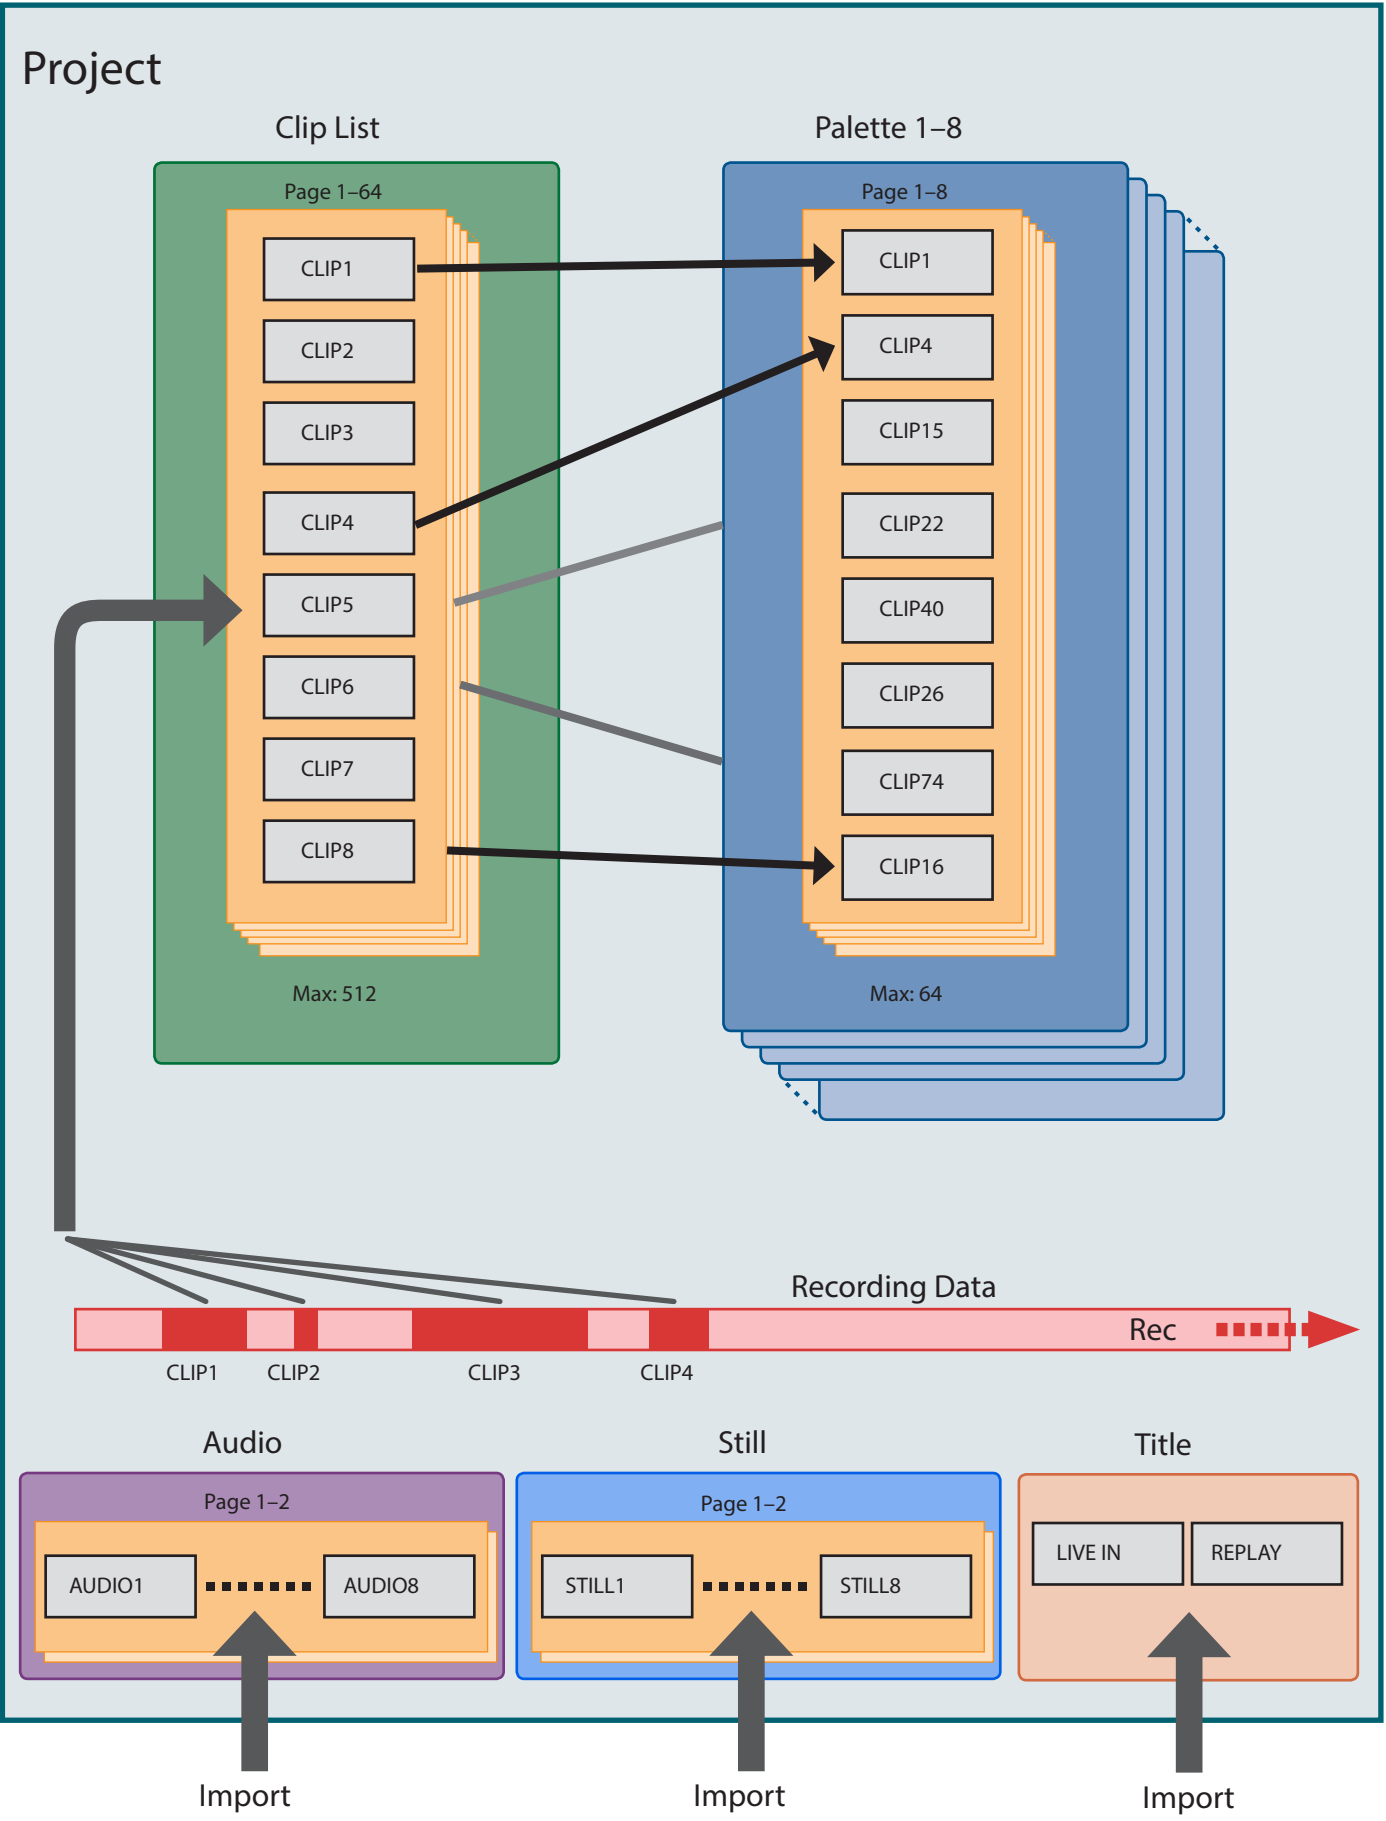 Project
Clip List
Palette 1–8
Page 1–64
Page 1–8
CLIP1
CLIP2
CLIP3
CLIP4
CLIP5
CLIP6
CLIP7
CLIP8
Max: 512
CLIP1
CLIP4
CLIP15
CLIP22
CLIP40
CLIP26
CLIP74
CLIP16
Max: 64
Recording Data
Rec
CLIP1
CLIP2
CLIP3
CLIP4
Audio
Page 1–2
AUDIO1
AUDIO8
Import
Still
Page 1–2
STILL1
STILL8
Import
Title
LIVE IN
REPLAY
Import